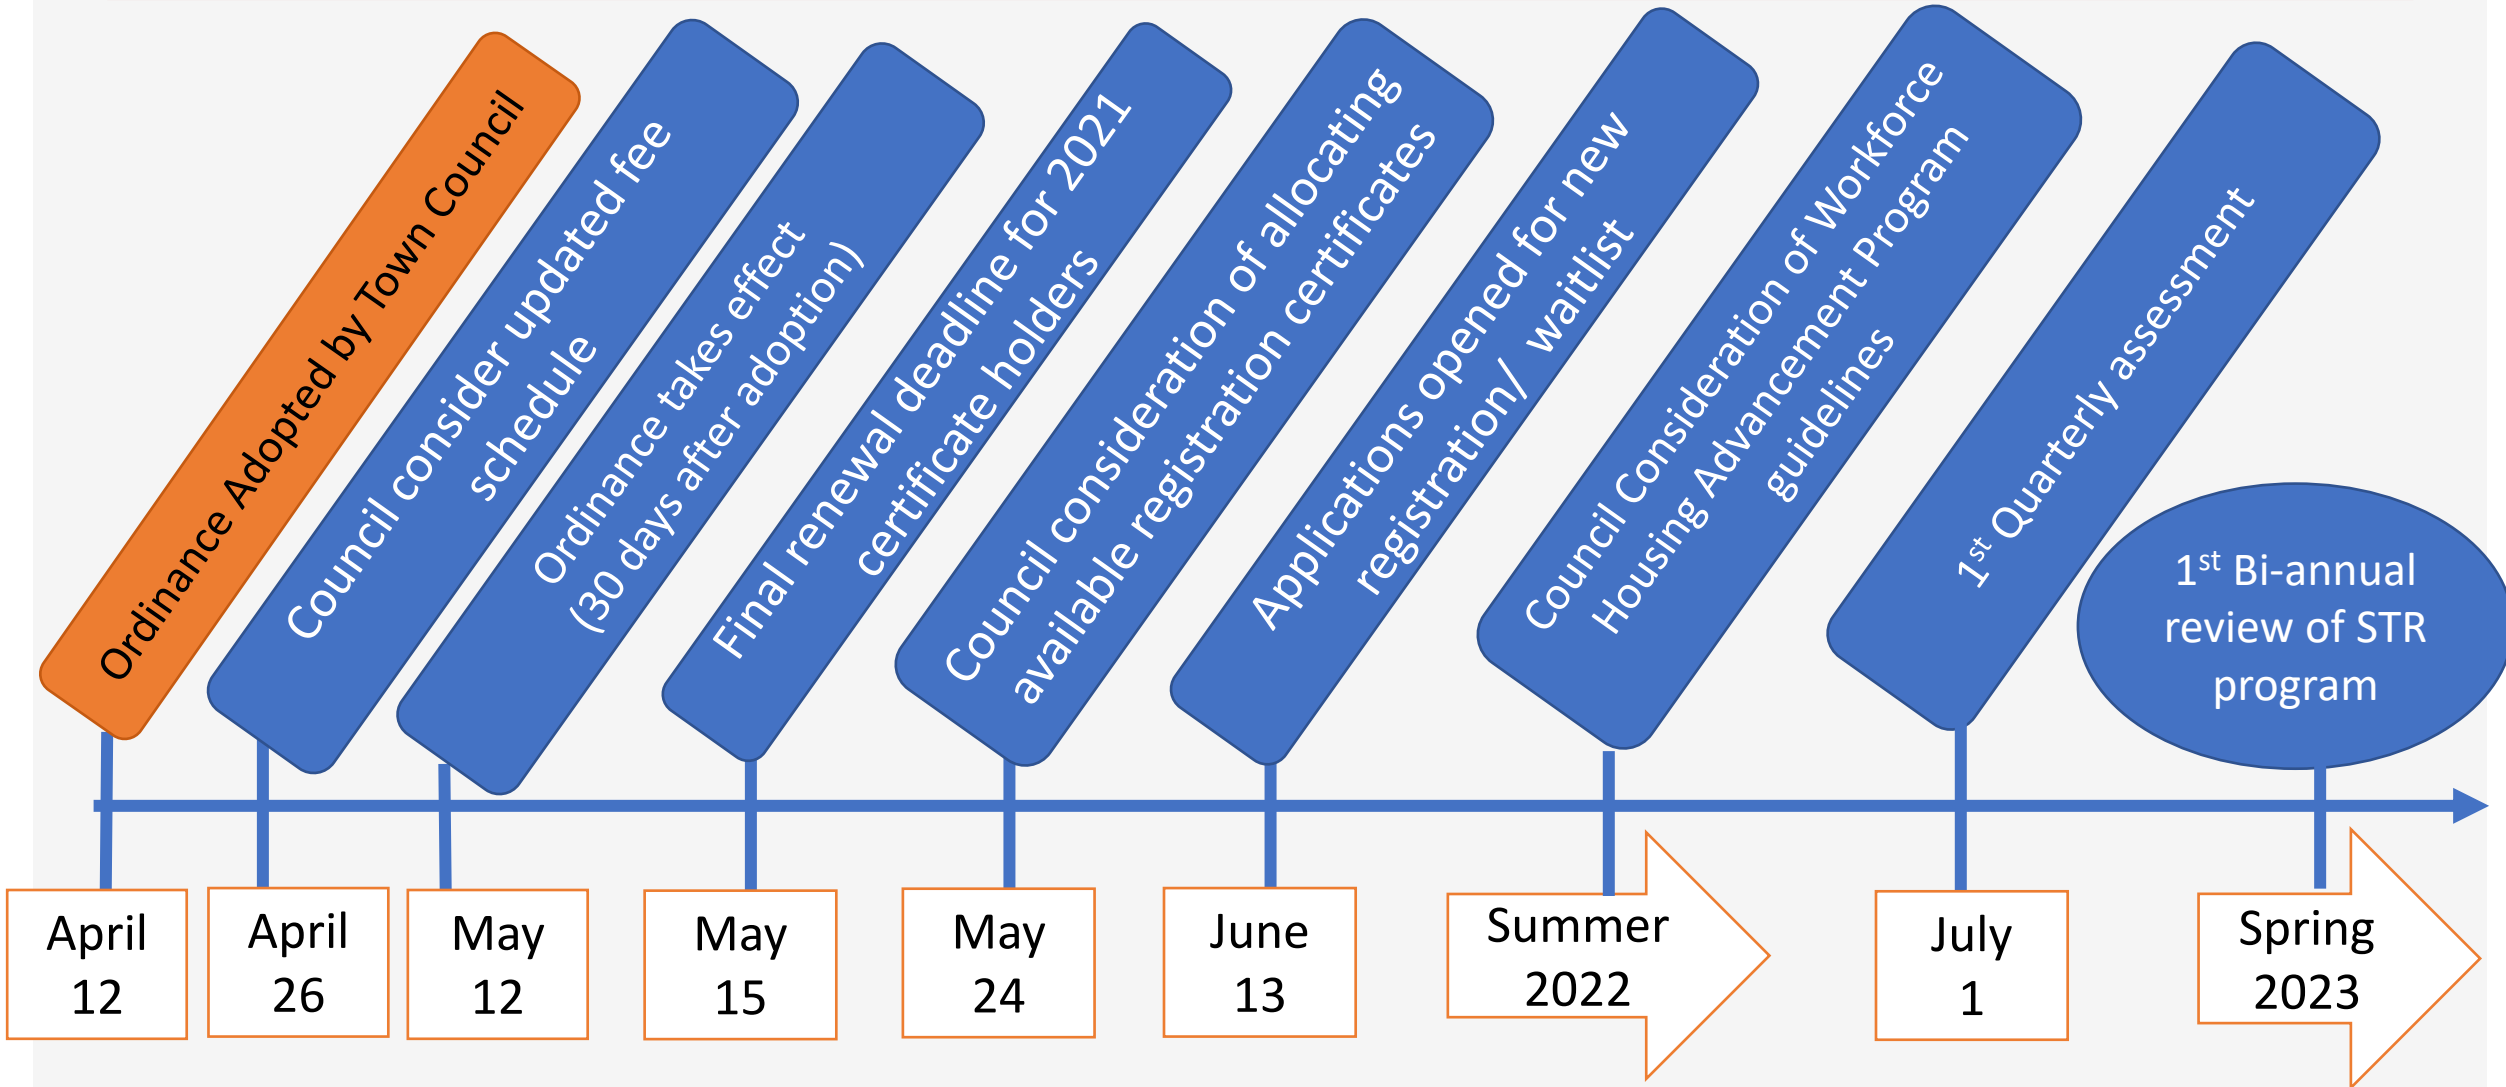 Ordinance Adopted by Town Council
Council consider updated fee
schedule
Ordinance takes effect
(30 days after adoption)
Final renewal deadline for 2021
certificate holders
Council consideration of allocating
available registration certificates
Applications opened for new
registration/ waitlist
Council Consideration of Workforce
Housing Advancement Program
guidelines
1st Quarterly assessment
1st Bi-annual
review of STR
program
April
12
April
26
May
12
May
15
May
24
June
13
Summer
2022
July
1
Spring
2023